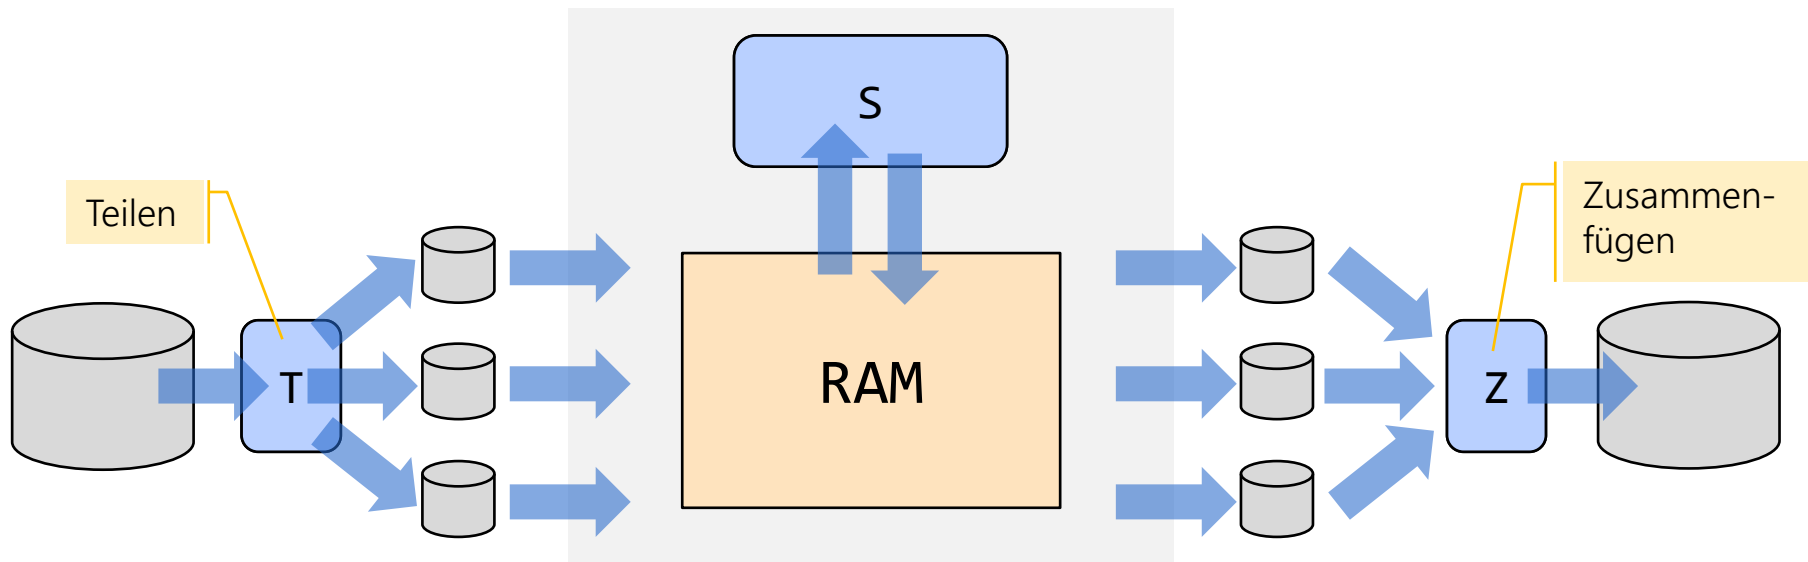 S
Teilen
Zusammen-
fügen
T
RAM
Z